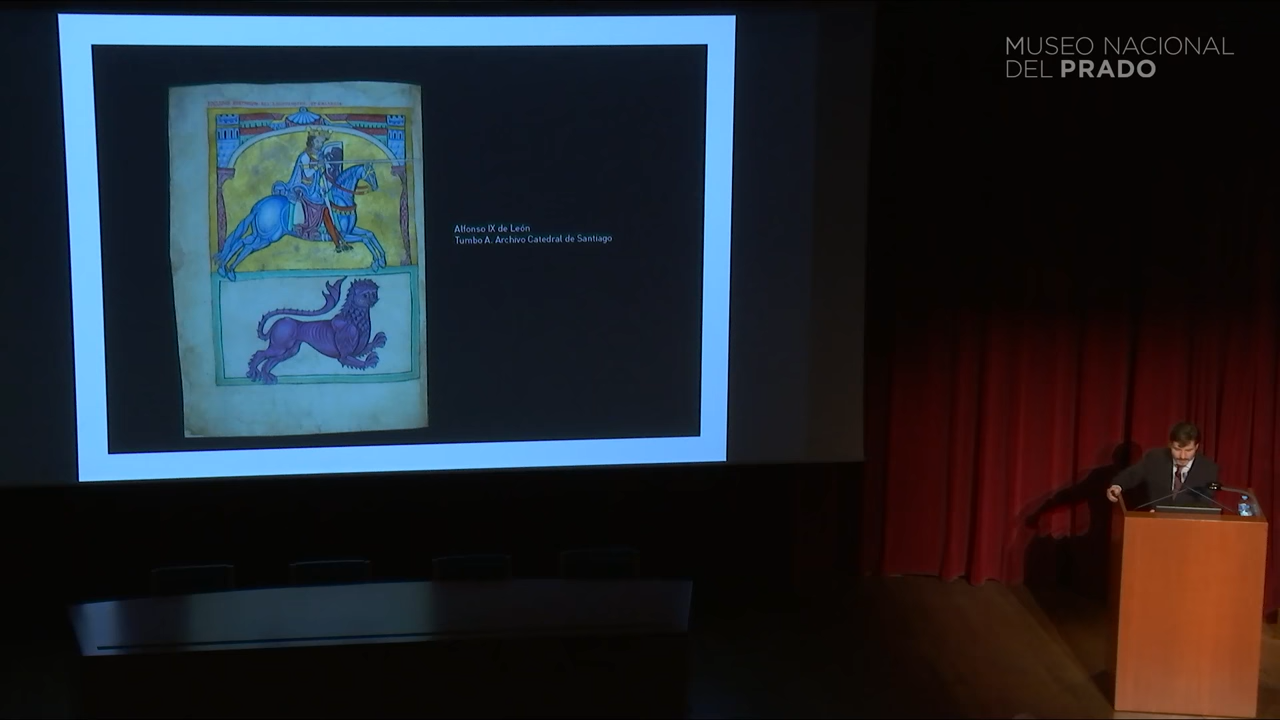 MUSEO NACIONAL
DEL PRADO
Alfonso IX de León
Tumbo A. Archivo Catedral de Santiago